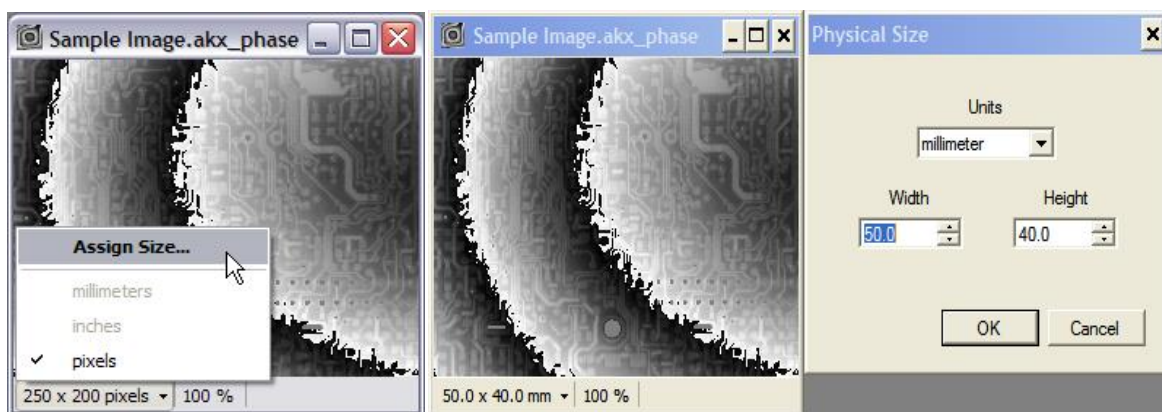 Sample Image.akx_phase
Assign Size...
millimeters
inches
pixels
250 x 200 pixels
100 %
Sample Image.akx_phase
50.0 x 40.0 mm
100 %
Physical Size
Units
millimeter
Width
Height
50.0
40.0
OK
Cancel